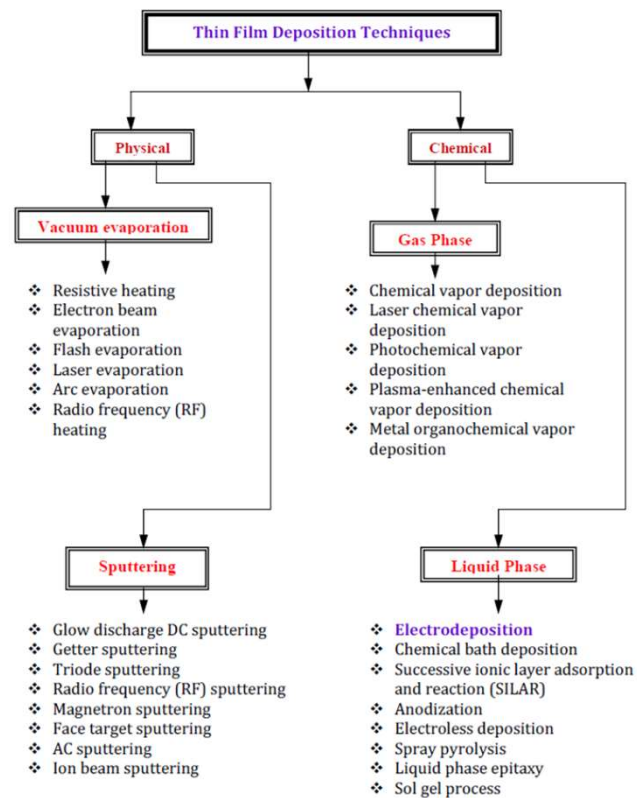 Thin Film Deposition Techniques
Physical
Chemical
Vacuum evaporation
Gas Phase
❖ Resistive heating
❖ Electron beam
evaporation
❖ Flash evaporation
❖ Laser evaporation
❖ Arc evaporation
❖ Radio frequency (RF)
heating
❖ Chemical vapor deposition
❖ Laser chemical vapor
deposition
❖ Photochemical vapor
deposition
❖ Plasma-enhanced chemical
vapor deposition
❖ Metal organochemical vapor
deposition
Sputtering
Liquid Phase
❖ Glow discharge DC sputtering
❖ Getter sputtering
❖ Triode sputtering
❖ Radio frequency (RF) sputtering
❖ Magnetron sputtering
❖ Face target sputtering
❖ AC sputtering
❖ Ion beam sputtering
❖ Electrodeposition
❖ Chemical bath deposition
❖ Successive ionic layer adsorption
and reaction (SILAR)
❖ Anodization
❖ Electroless deposition
❖ Spray pyrolysis
❖ Liquid phase epitaxy
❖ Sol gel process